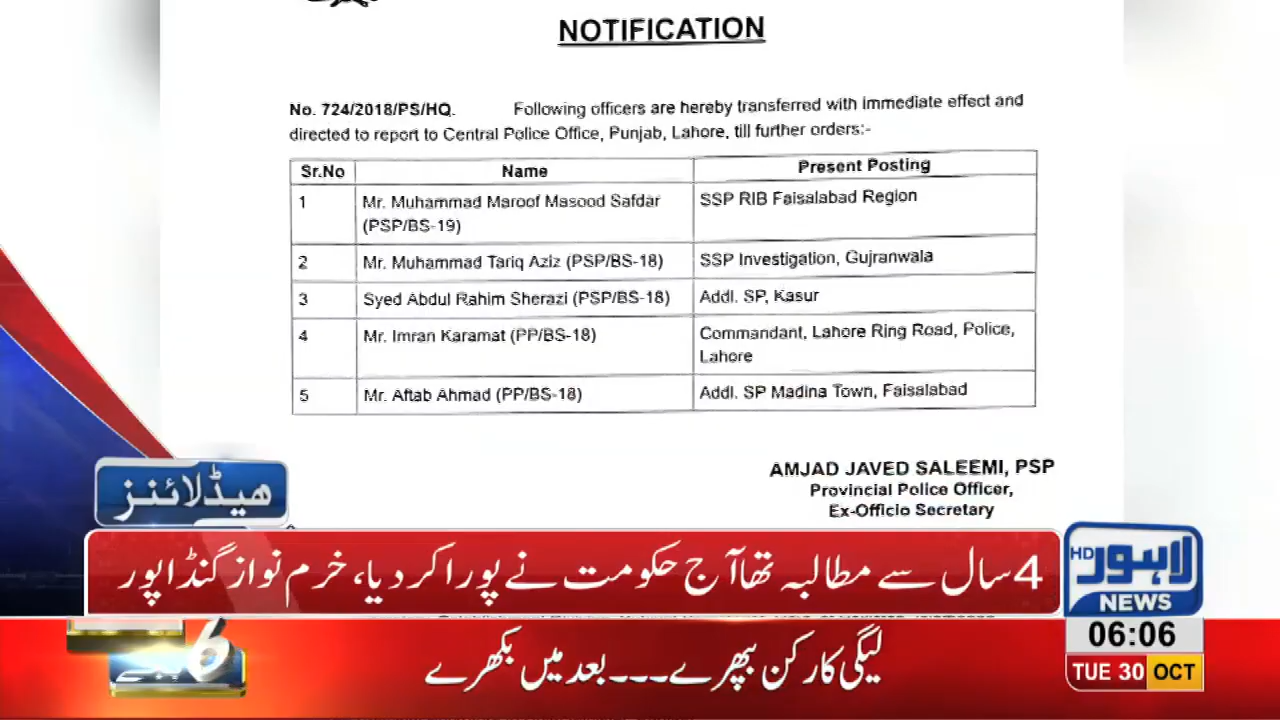 NOTIFICATION
No. 724/2018/PS/HQ. Following officers are hereby transferred with immediate effect and
directed to report to Central Police Office, Punjab, Lahore, till further orders:-
Sr.No Name Present Posting
1 Mr. Muhammad Maroof Masood Safdar (PSP/BS-19) SSP RIB Faisalabad Region
2 Mr. Muhammad Tariq Aziz (PSP/BS-18) SSP Investigation, Gujranwala
3 Syed Abdul Rahim Sherazi (PSP/BS-18) Addl. SP, Kasur
4 Mr. Imran Karamat (PP/BS-18) Commandant, Lahore Ring Road, Police, Lahore
5 Mr. Aftab Ahmad (PP/BS-18) Addl. SP Madina Town, Faisalabad
AMJAD JAVED SALEEMI, PSP
Provincial Police Officer,
Ex-Officio Secretary
ہیڈلائنز
4 سال سے مطالبہ تھا آج حکومت نے پورا کر دیا، خرم نواز گنڈاپور
لاہور HD
NEWS
06:06
TUE 30 OCT
6 بجے
لیگی کارکن بپھرے۔۔۔ بعد میں بکھرے